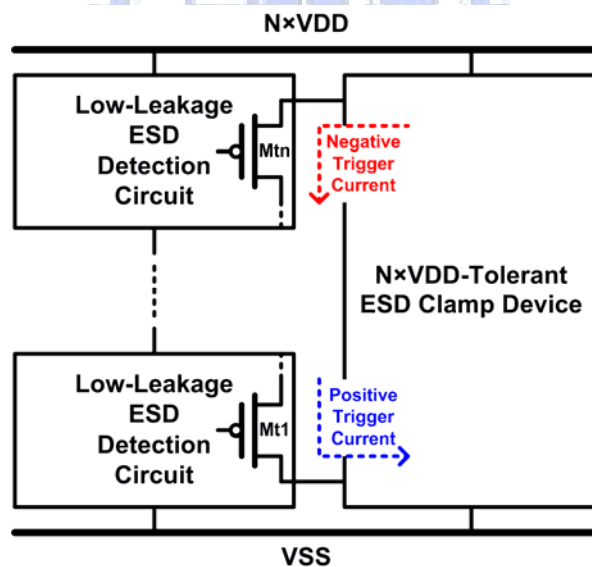 N×VDD
Low-Leakage
ESD
Detection
Circuit
Mtn
Negative
Trigger
Current
N×VDD-Tolerant
ESD Clamp Device
Low-Leakage
ESD
Detection
Circuit
Mt1
Positive
Trigger
Current
VSS